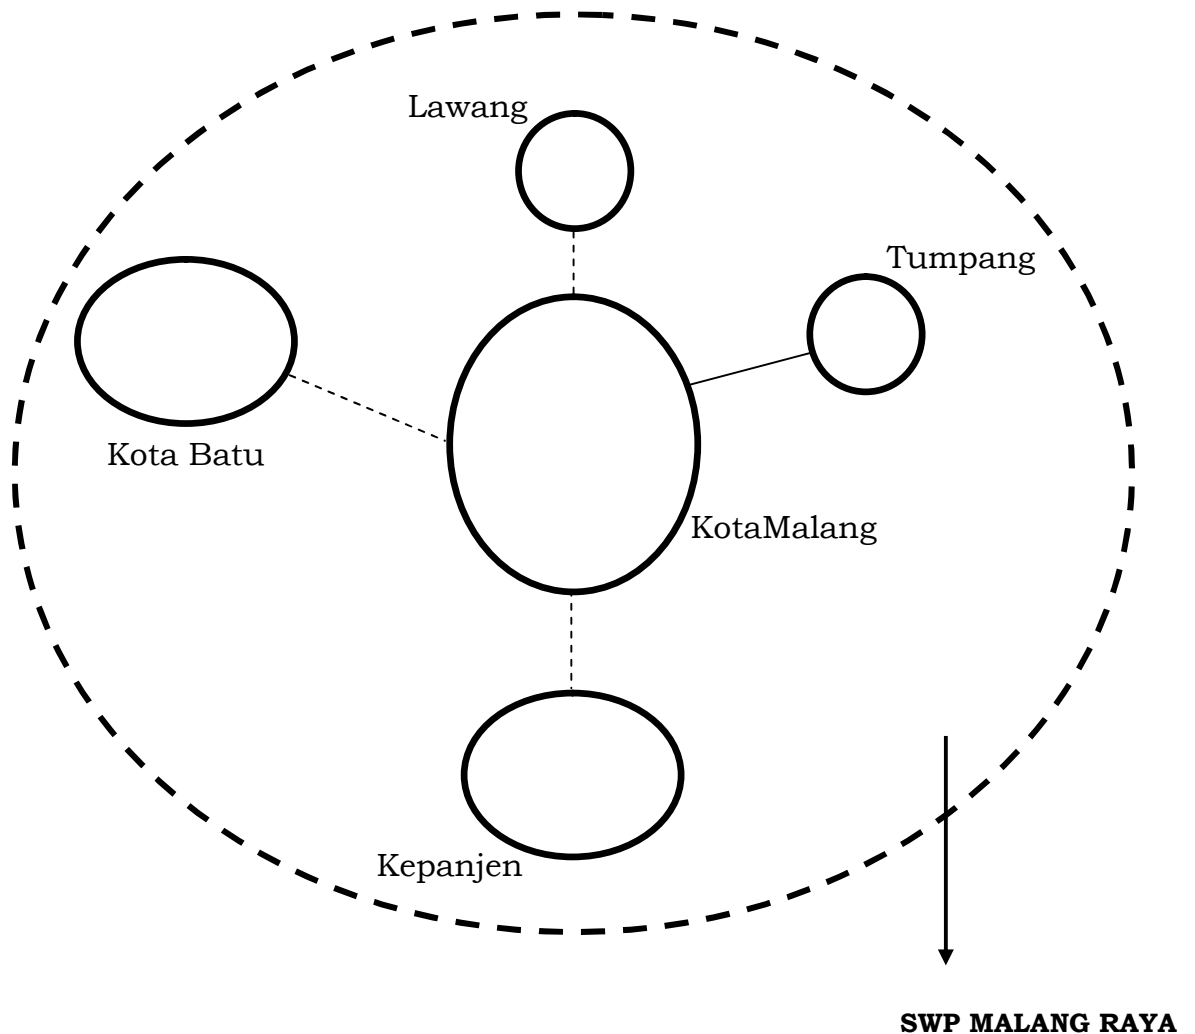 Lawang
Tumpang
Kota Batu
KotaMalang
Kepanjen
SWP MALANG RAYA